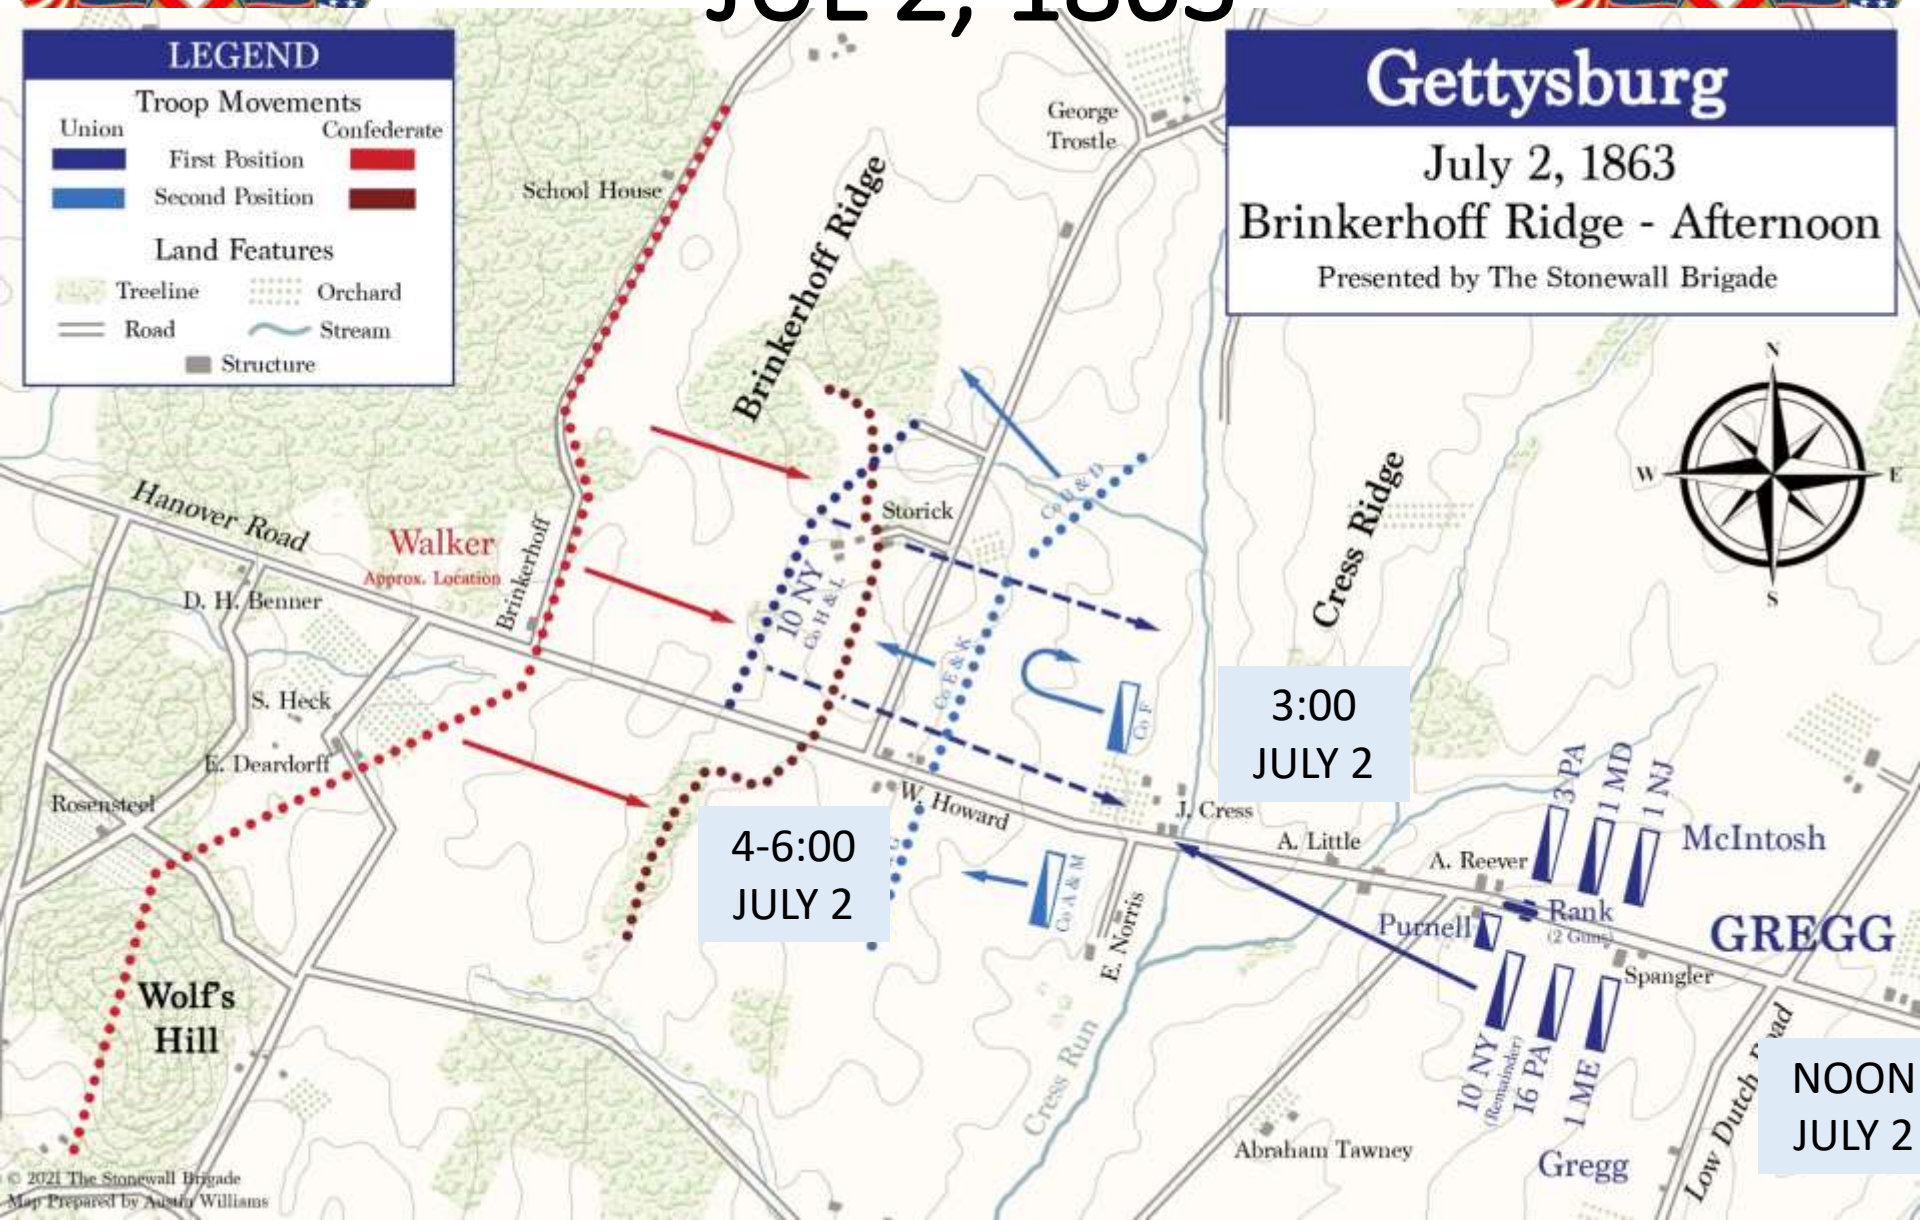 JUL 2, 1863
LEGEND
Troop Movements
Union
Confederate
First Position
Second Position
Land Features
Treeline
Orchard
Road
Stream
Structure
Gettysburg
July 2, 1863
Brinkerhoff Ridge - Afternoon
Presented by The Stonewall Brigade
George
Trostle
School House
Brinkerhoff Ridge
N
W
E
S
Hanover Road
Walker
Approx. Location
Brinkerhoff
Storick
Co & D
Cress Ridge
D. H. Benner
10 NY
Co H & L
Co E & K
Co F
3:00
JULY 2
S. Heck
E. Deardorff
Rosensteel
W. Howard
J. Cress
A. Little
A. Reever
3 PA
1 MD
1 NJ
McIntosh
4-6:00
JULY 2
Co A & M
E. Norris
Purnell
Rank
(2 Guns)
GREGG
Spangler
Wolf's
Hill
Cress Run
10 NY
(Remainder)
16 PA
1 ME
Gregg
Low Dutch Road
NOON
JULY 2
Abraham Tawney
© 2021 The Stonewall Brigade
Map Prepared by Austin Williams